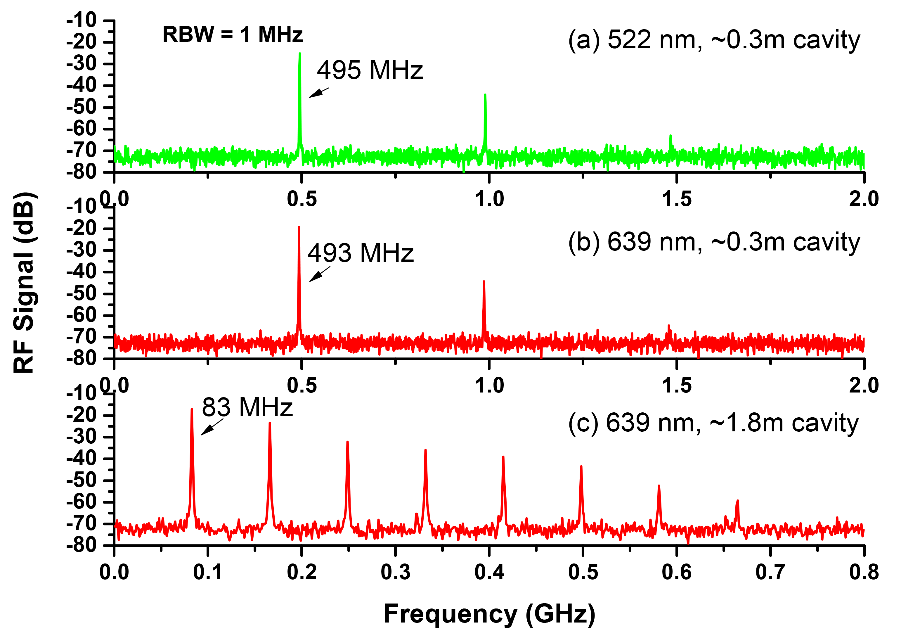 -10
-20
-30
-40
-50
-60
-70
-80
RBW = 1 MHz
495 MHz
(a) 522 nm, ~0.3m cavity
0.0 0.5 1.0 1.5 2.0
-10
-20
-30
-40
-50
-60
-70
-80
493 MHz
(b) 639 nm, ~0.3m cavity
0.0 0.5 1.0 1.5 2.0
-10
-20
-30
-40
-50
-60
-70
-80
83 MHz
(c) 639 nm, ~1.8m cavity
0.0 0.1 0.2 0.3 0.4 0.5 0.6 0.7 0.8
RF Signal (dB)
Frequency (GHz)